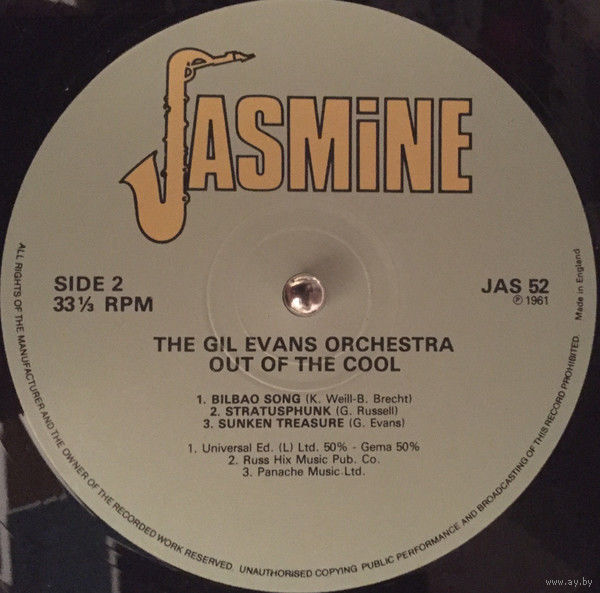 JASMiNE
SIDE 2
33⅓ RPM
JAS 52
℗ 1961
THE GIL EVANS ORCHESTRA
OUT OF THE COOL
1. BILBAO SONG (K. Weill-B. Brecht)
2. STRATUSPHUNK (G. Russell)
3. SUNKEN TREASURE (G. Evans)
1. Universal Ed. (L) Ltd. 50% - Gema 50%
2. Russ Hix Music Pub. Co.
3. Panache Music Ltd.
ALL RIGHTS OF THE MANUFACTURER AND THE OWNER OF THE RECORDED WORK RESERVED. UNAUTHORISED COPYING PUBLIC PERFORMANCE AND BROADCASTING OF THIS RECORD PROHIBITED. Made in England
www.ay.by